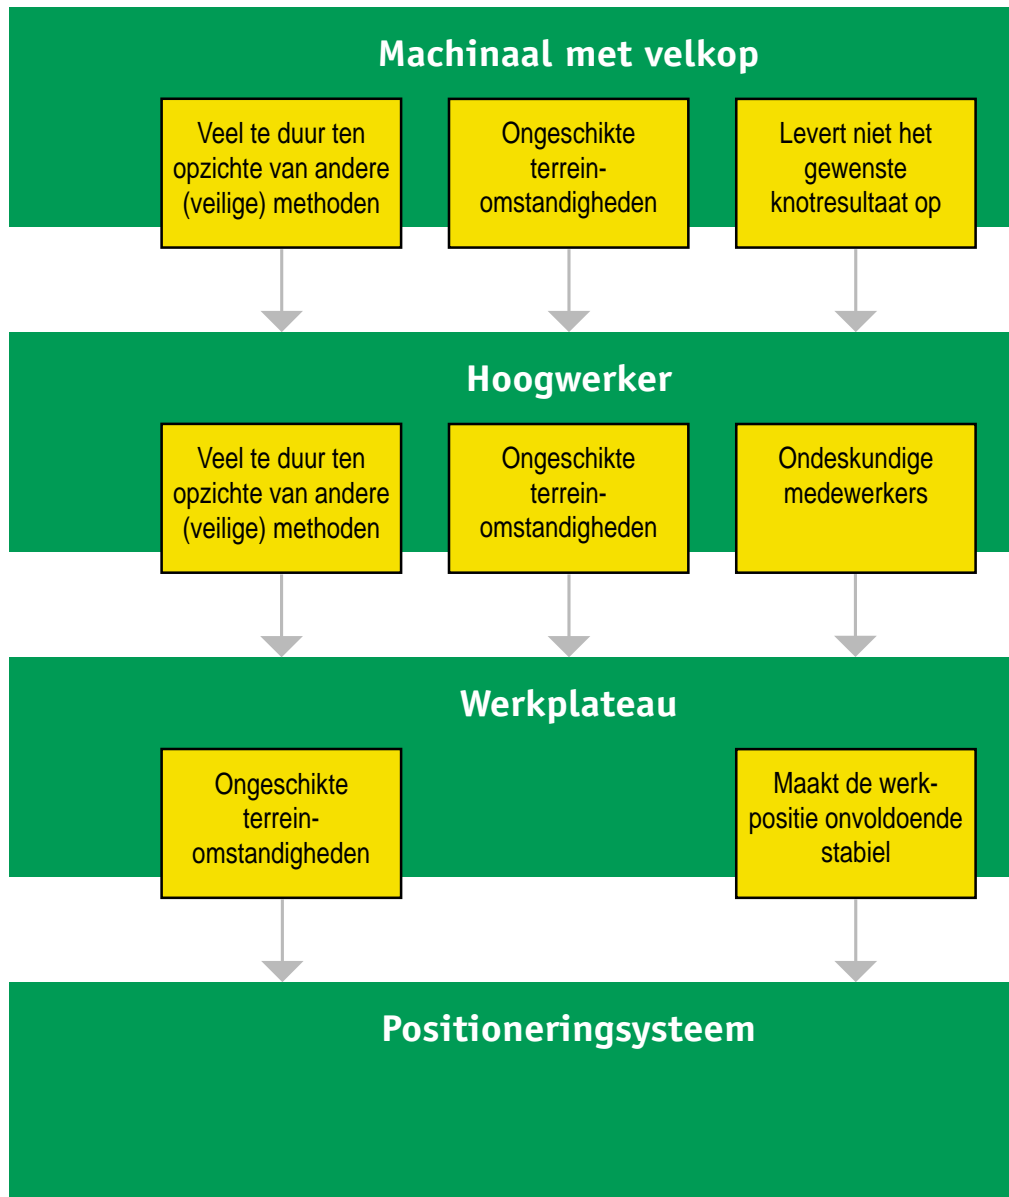 Machinaal met velkop
Veel te duur ten
opzichte van andere
(veilige) methoden
Ongeschikte
terrein-
omstandigheden
Levert niet het
gewenste
knotresultaat op
Hoogwerker
Veel te duur ten
opzichte van andere
(veilige) methoden
Ongeschikte
terrein-
omstandigheden
Ondeskundige
medewerkers
Werkplateau
Ongeschikte
terrein-
omstandigheden
Maakt de werk-
positie onvoldoende
stabiel
Positioneringsysteem